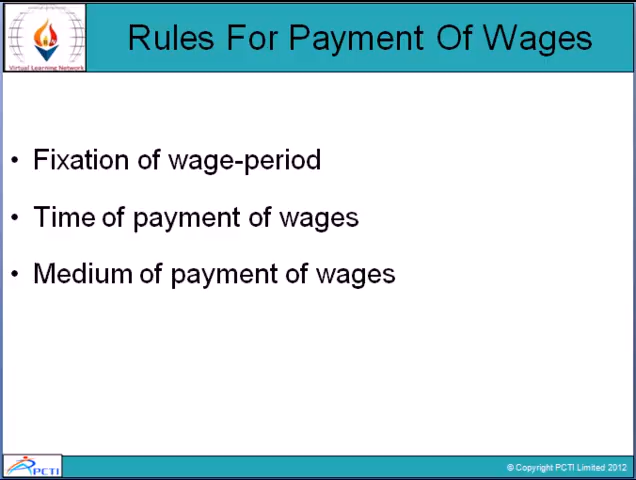 Rules For Payment Of Wages
Virtual Learning Network
• Fixation of wage-period
• Time of payment of wages
• Medium of payment of wages
PCTI
© Copyright PCTI Limited 2012